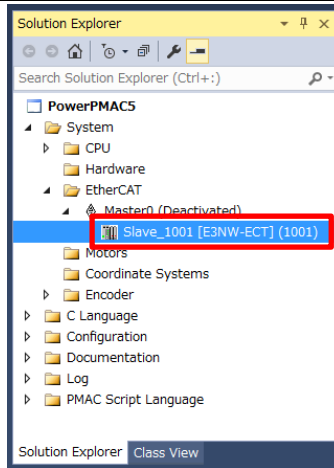 Solution Explorer
Search Solution Explorer (Ctrl+:)
PowerPMAC5
System
CPU
Hardware
EtherCAT
Master0 (Deactivated)
Slave_1001 [E3NW-ECT] (1001)
Motors
Coordinate Systems
Encoder
C Language
Configuration
Documentation
Log
PMAC Script Language
Solution Explorer Class View